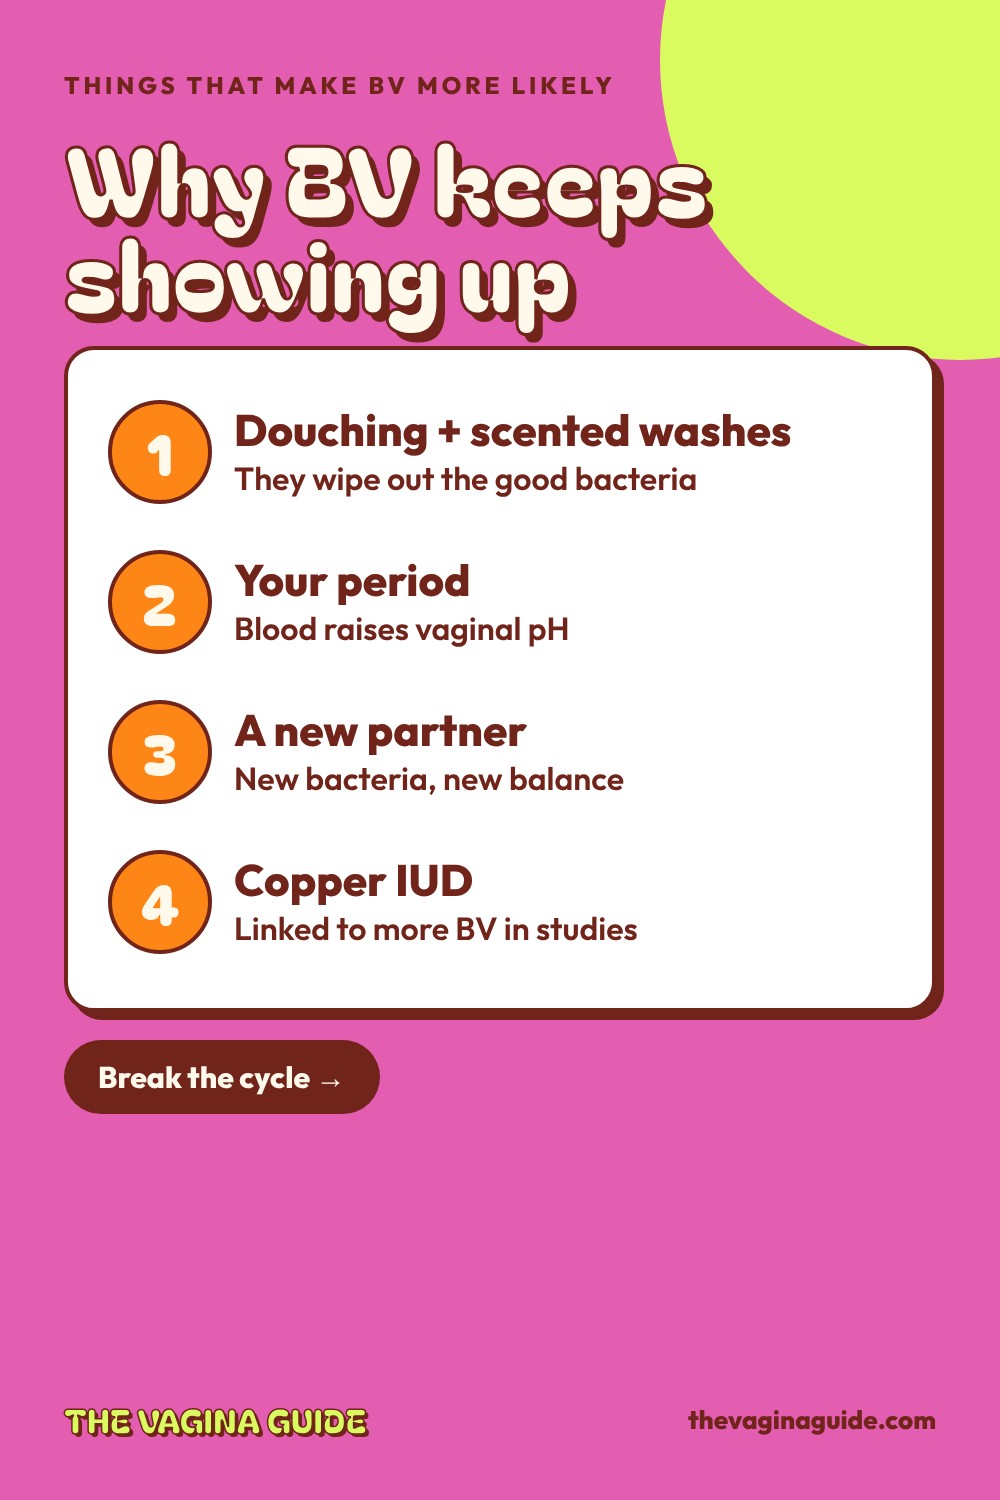 THINGS THAT MAKE BV MORE LIKELY
Why BV keeps
showing up
1
Douching + scented washes
They wipe out the good bacteria
2
Your period
Blood raises vaginal pH
3
A new partner
New bacteria, new balance
4
Copper IUD
Linked to more BV in studies
Break the cycle →
THE VAGINA GUIDE
thevaginaguide.com